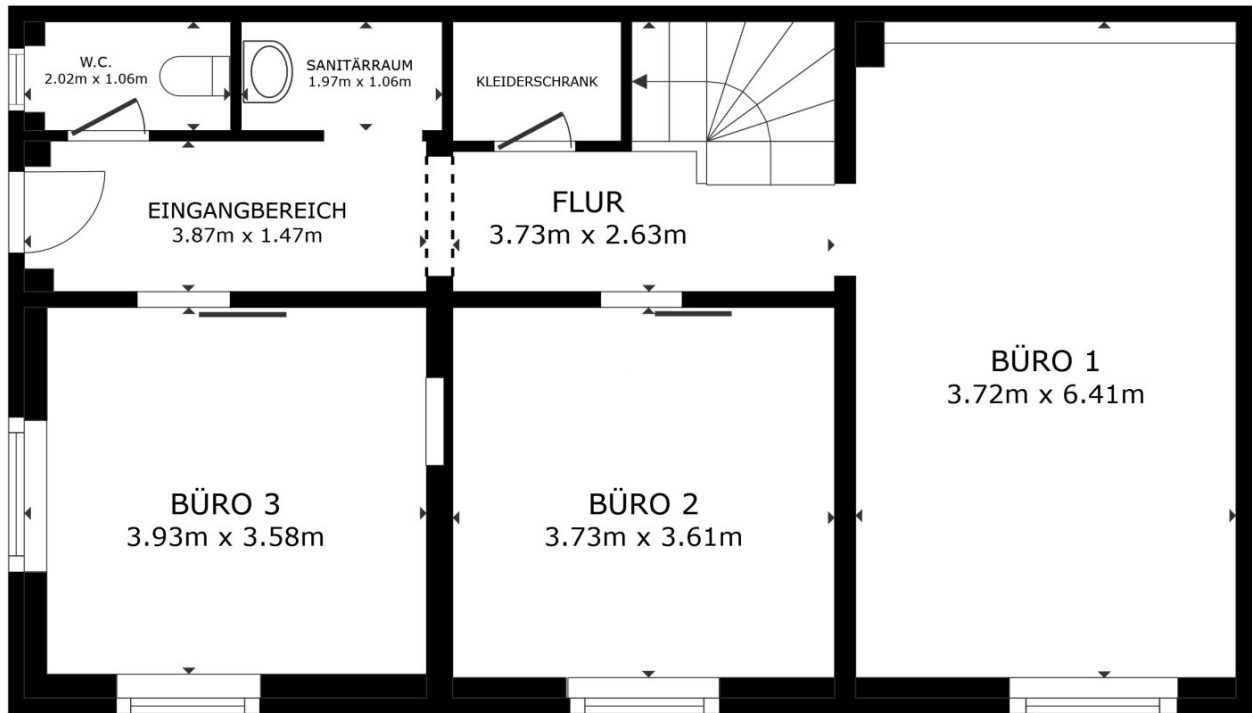 W.C.
2.02m x 1.06m
SANITÄRRAUM
1.97m x 1.06m
KLEIDERSCHRANK
EINGANGBEREICH
3.87m x 1.47m
FLUR
3.73m x 2.63m
BÜRO 1
3.72m x 6.41m
BÜRO 3
3.93m x 3.58m
BÜRO 2
3.73m x 3.61m